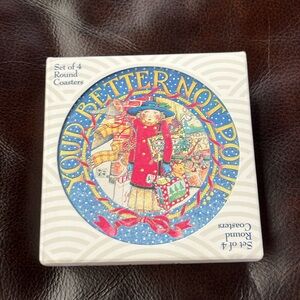 Set of 4
Round
Coasters
YOU'D BETTER NOT POUT
Set of 4
Round
Coasters